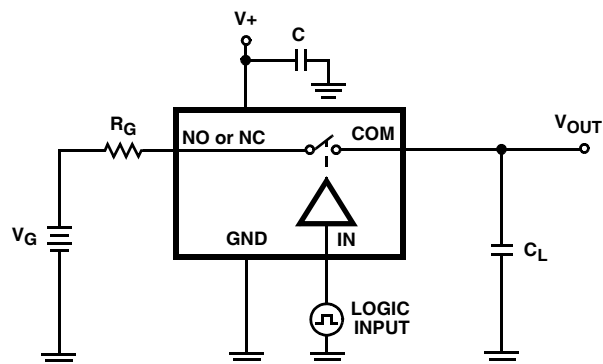 V+
C
RG
NO or NC
COM
VOUT
VG
GND
IN
CL
LOGIC
INPUT